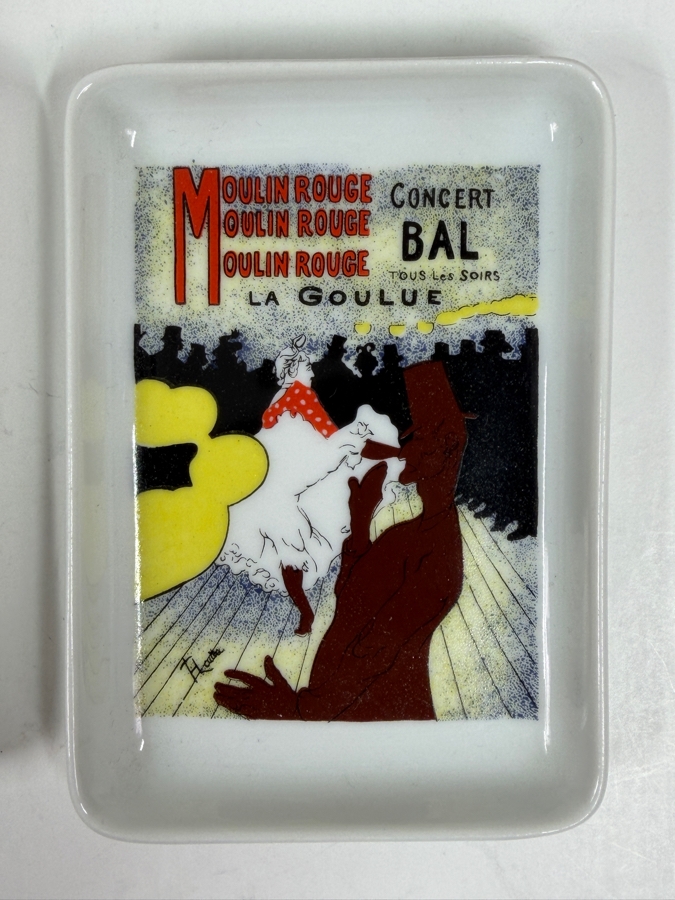 MOULIN ROUGE
MOULIN ROUGE
MOULIN ROUGE
CONCERT
BAL
TOUS LES SOIRS
LA GOULUE